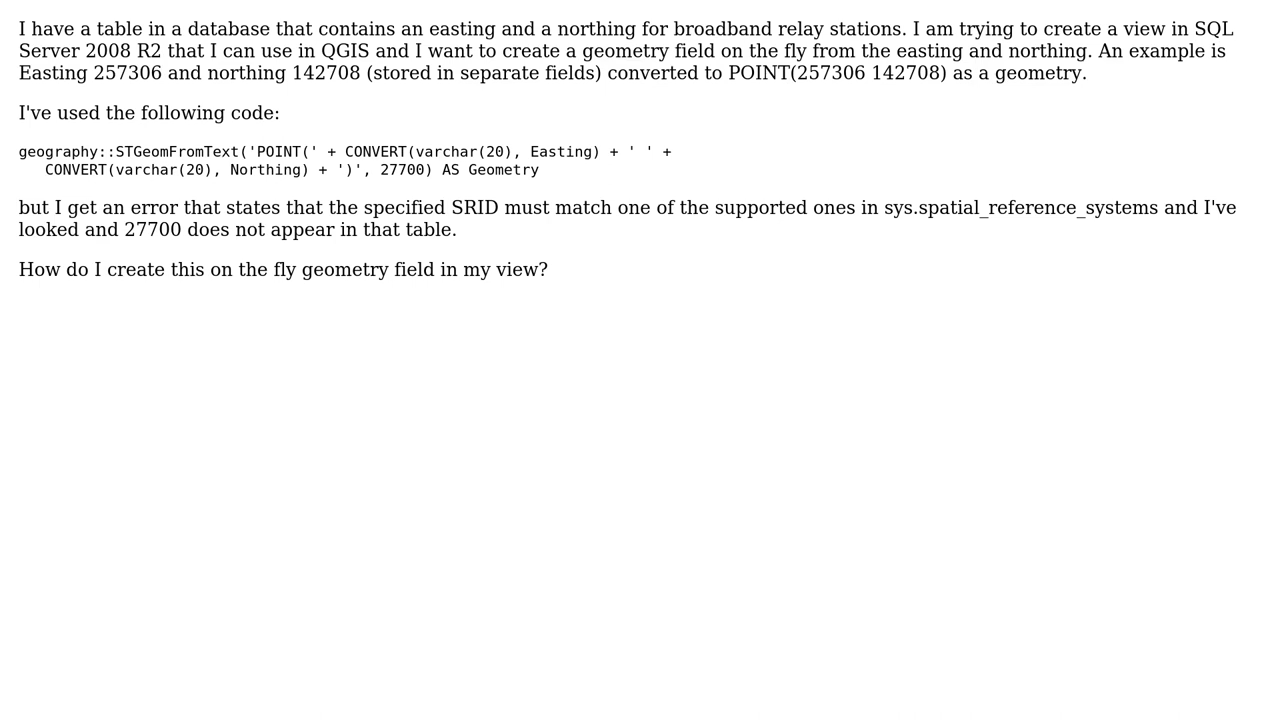 I have a table in a database that contains an easting and a northing for broadband relay stations. I am trying to create a view in SQL
Server 2008 R2 that I can use in QGIS and I want to create a geometry field on the fly from the easting and northing. An example is
Easting 257306 and northing 142708 (stored in separate fields) converted to POINT(257306 142708) as a geometry.
I've used the following code:
geography::STGeomFromText('POINT(' + CONVERT(varchar(20), Easting) + ' ' +
   CONVERT(varchar(20), Northing) + ')', 27700) AS Geometry
but I get an error that states that the specified SRID must match one of the supported ones in sys.spatial_reference_systems and I've
looked and 27700 does not appear in that table.
How do I create this on the fly geometry field in my view?